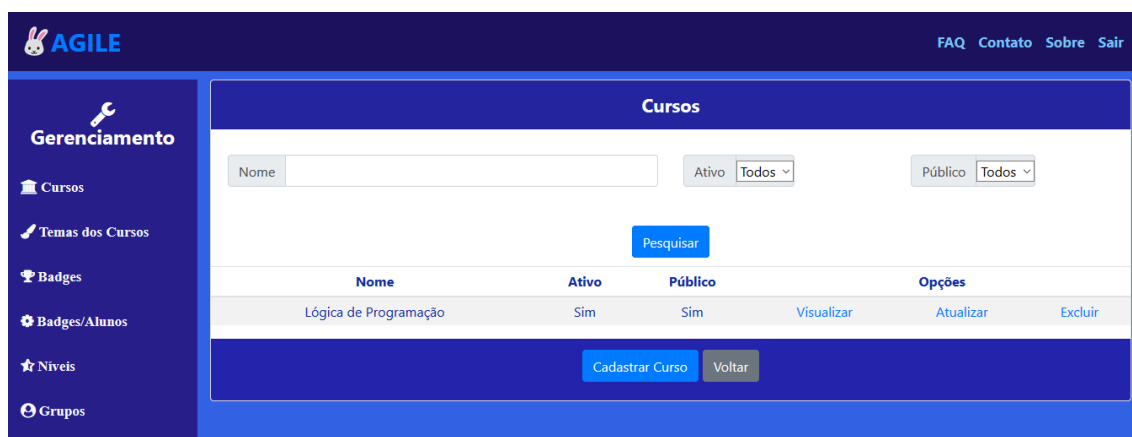 AGILE
FAQ Contato Sobre Sair
Gerenciamento
Cursos
Temas dos Cursos
Badges
Badges/Alunos
Níveis
Grupos
Cursos
Nome Ativo Todos Público Todos
Pesquisar
Nome Ativo Público Opções
Lógica de Programação Sim Sim Visualizar Atualizar Excluir
Cadastrar Curso Voltar